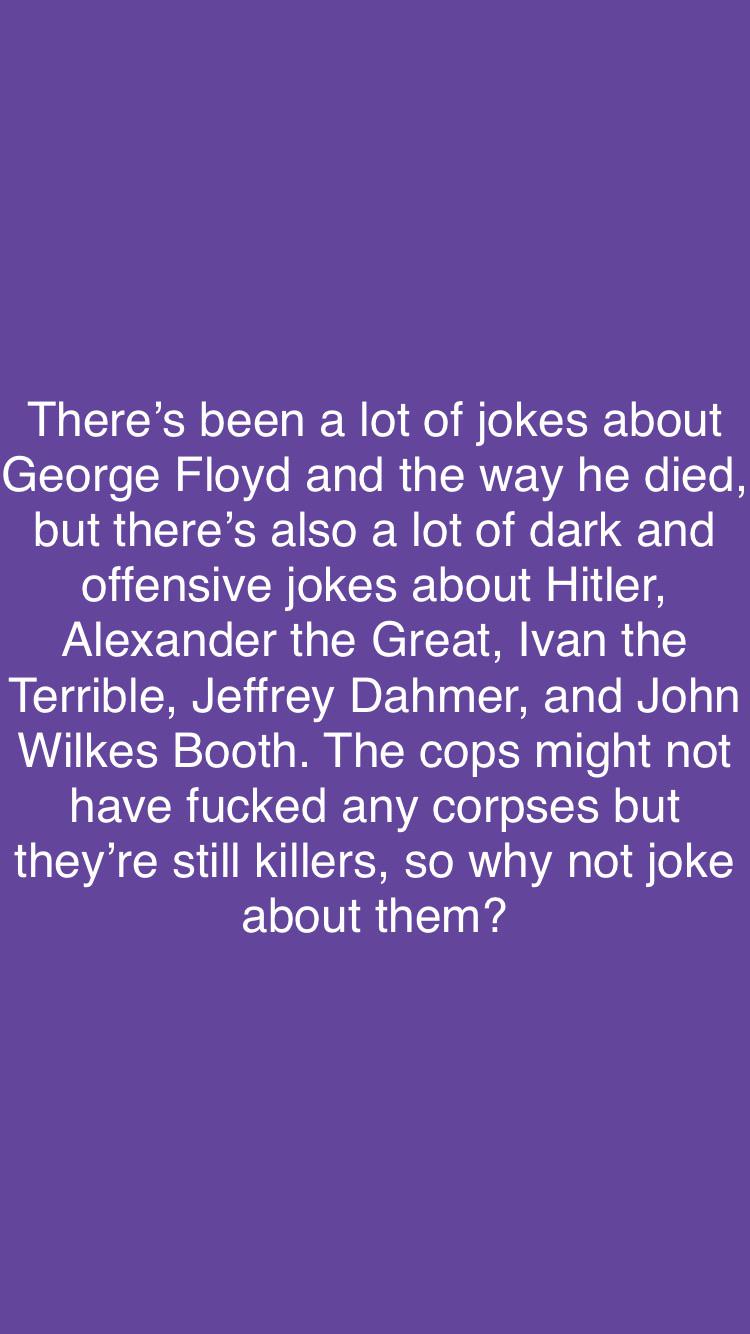 There’s been a lot of jokes about
George Floyd and the way he died,
but there’s also a lot of dark and
offensive jokes about Hitler,
Alexander the Great, Ivan the
Terrible, Jeffrey Dahmer, and John
Wilkes Booth. The cops might not
have fucked any corpses but
they’re still killers, so why not joke
about them?